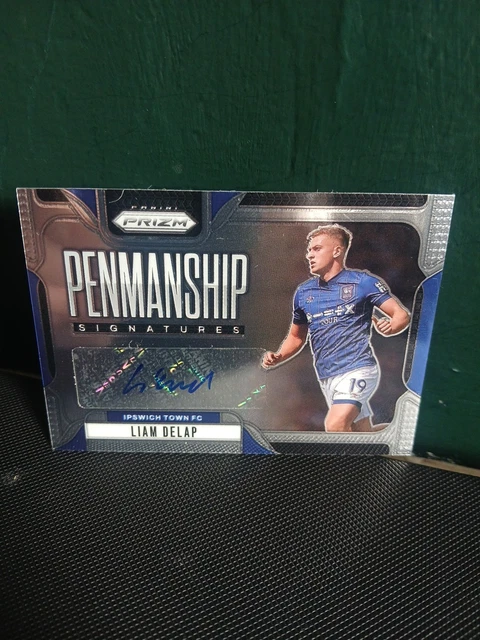 PANINI
PRIZM
PENMANSHIP
SIGNATURES
IPSWICH TOWN FC
LIAM DELAP
19